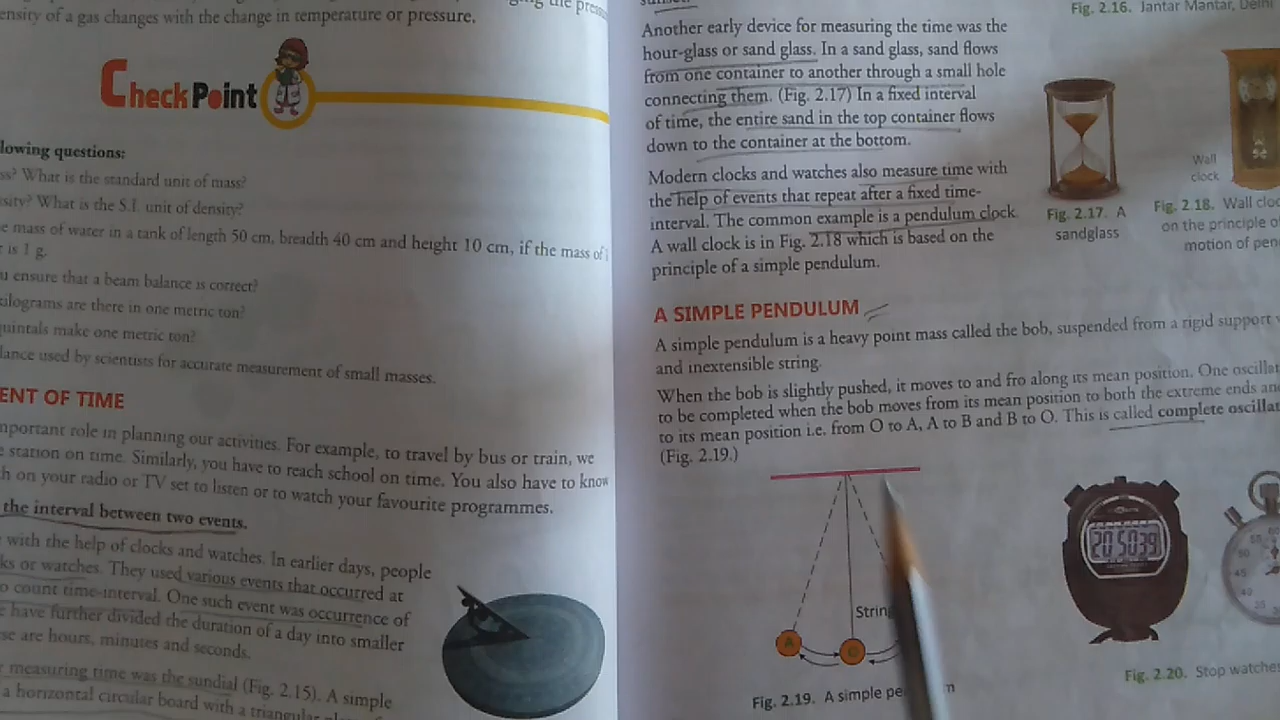 ensity of a gas changes with the change in temperature or pressure.
Check Point
lowing questions:
ss? What is the standard unit of mass?
sity? What is the S.I. unit of density?
e mass of water in a tank of length 50 cm, breadth 40 cm and height 10 cm, if the mass of
r is 1 g.
u ensure that a beam balance is correct?
kilograms are there in one metric ton?
quintals make one metric ton?
lance used by scientists for accurate measurement of small masses.
ENT OF TIME
mportant role in planning our activities. For example, to travel by bus or train, we
e station on time. Similarly, you have to reach school on time. You also have to know
h on your radio or TV set to listen or to watch your favourite programmes.
the interval between two events.
with the help of clocks and watches. In earlier days, people
ks or watches. They used various events that occurred at
o count time-interval. One such event was occurrence of
e have further divided the duration of a day into smaller
se are hours, minutes and seconds.
measuring time was the sundial (Fig. 2.15). A simple
a horizontal circular board with a triangular
Another early device for measuring the time was the
hour-glass or sand glass. In a sand glass, sand flows
from one container to another through a small hole
connecting them. (Fig. 2.17) In a fixed interval
of time, the entire sand in the top container flows
down to the container at the bottom.
Modern clocks and watches also measure time with
the help of events that repeat after a fixed time-
interval. The common example is a pendulum clock.
A wall clock is in Fig. 2.18 which is based on the
principle of a simple pendulum.
Fig. 2.16. Jantar Mantar, Delhi
Wall
clock
Fig. 2.17. A
sandglass
Fig. 2.18. Wall cloc
on the principle o
motion of pen
A SIMPLE PENDULUM
A simple pendulum is a heavy point mass called the bob, suspended from a rigid support
and inextensible string.
When the bob is slightly pushed, it moves to and fro along its mean position. One oscillat
to be completed when the bob moves from its mean position to both the extreme ends an
to its mean position i.e. from O to A, A to B and B to O. This is called complete oscilla
(Fig. 2.19.)
String
A
O
Fig. 2.19. A simple pe m
20 5039
Fig. 2.20. Stop watches